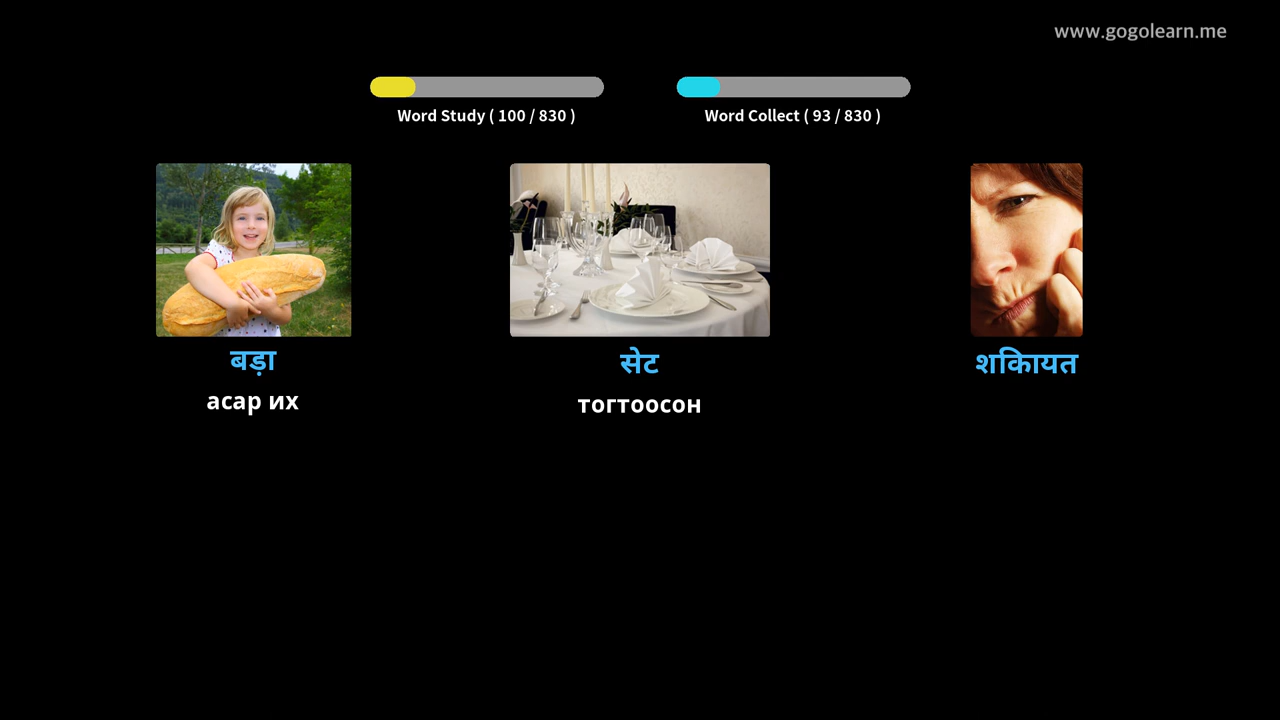 www.gogolearn.me
Word Study ( 100 / 830 )
Word Collect ( 93 / 830 )
बड़ा
асар их
सेट
тогтоосон
शिकायत